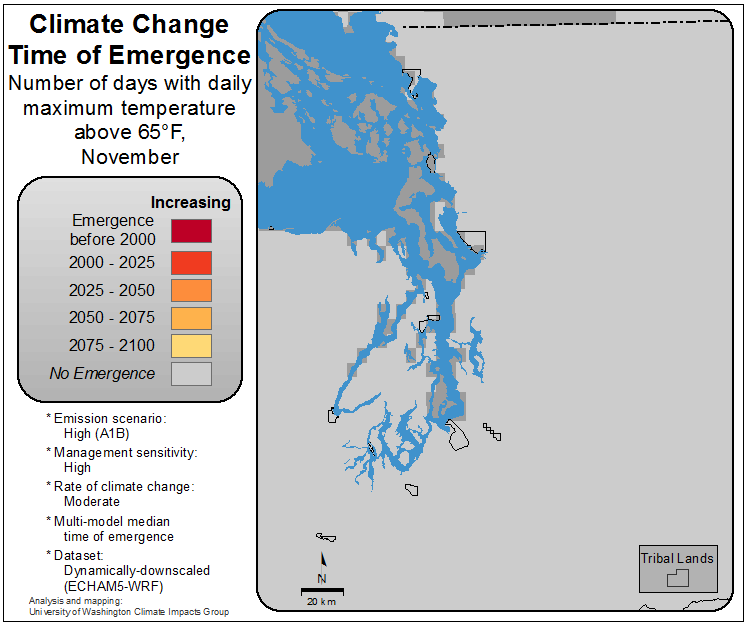 Climate Change
Time of Emergence
Number of days with daily
maximum temperature
above 65°F,
November
Increasing
Emergence
before 2000
2000 - 2025
2025 - 2050
2050 - 2075
2075 - 2100
No Emergence
* Emission scenario:
High (A1B)
* Management sensitivity:
High
* Rate of climate change:
Moderate
* Multi-model median
time of emergence
* Dataset:
Dynamically-downscaled
(ECHAM5-WRF)
Analysis and mapping:
University of Washington Climate Impacts Group
N
20 km
Tribal Lands